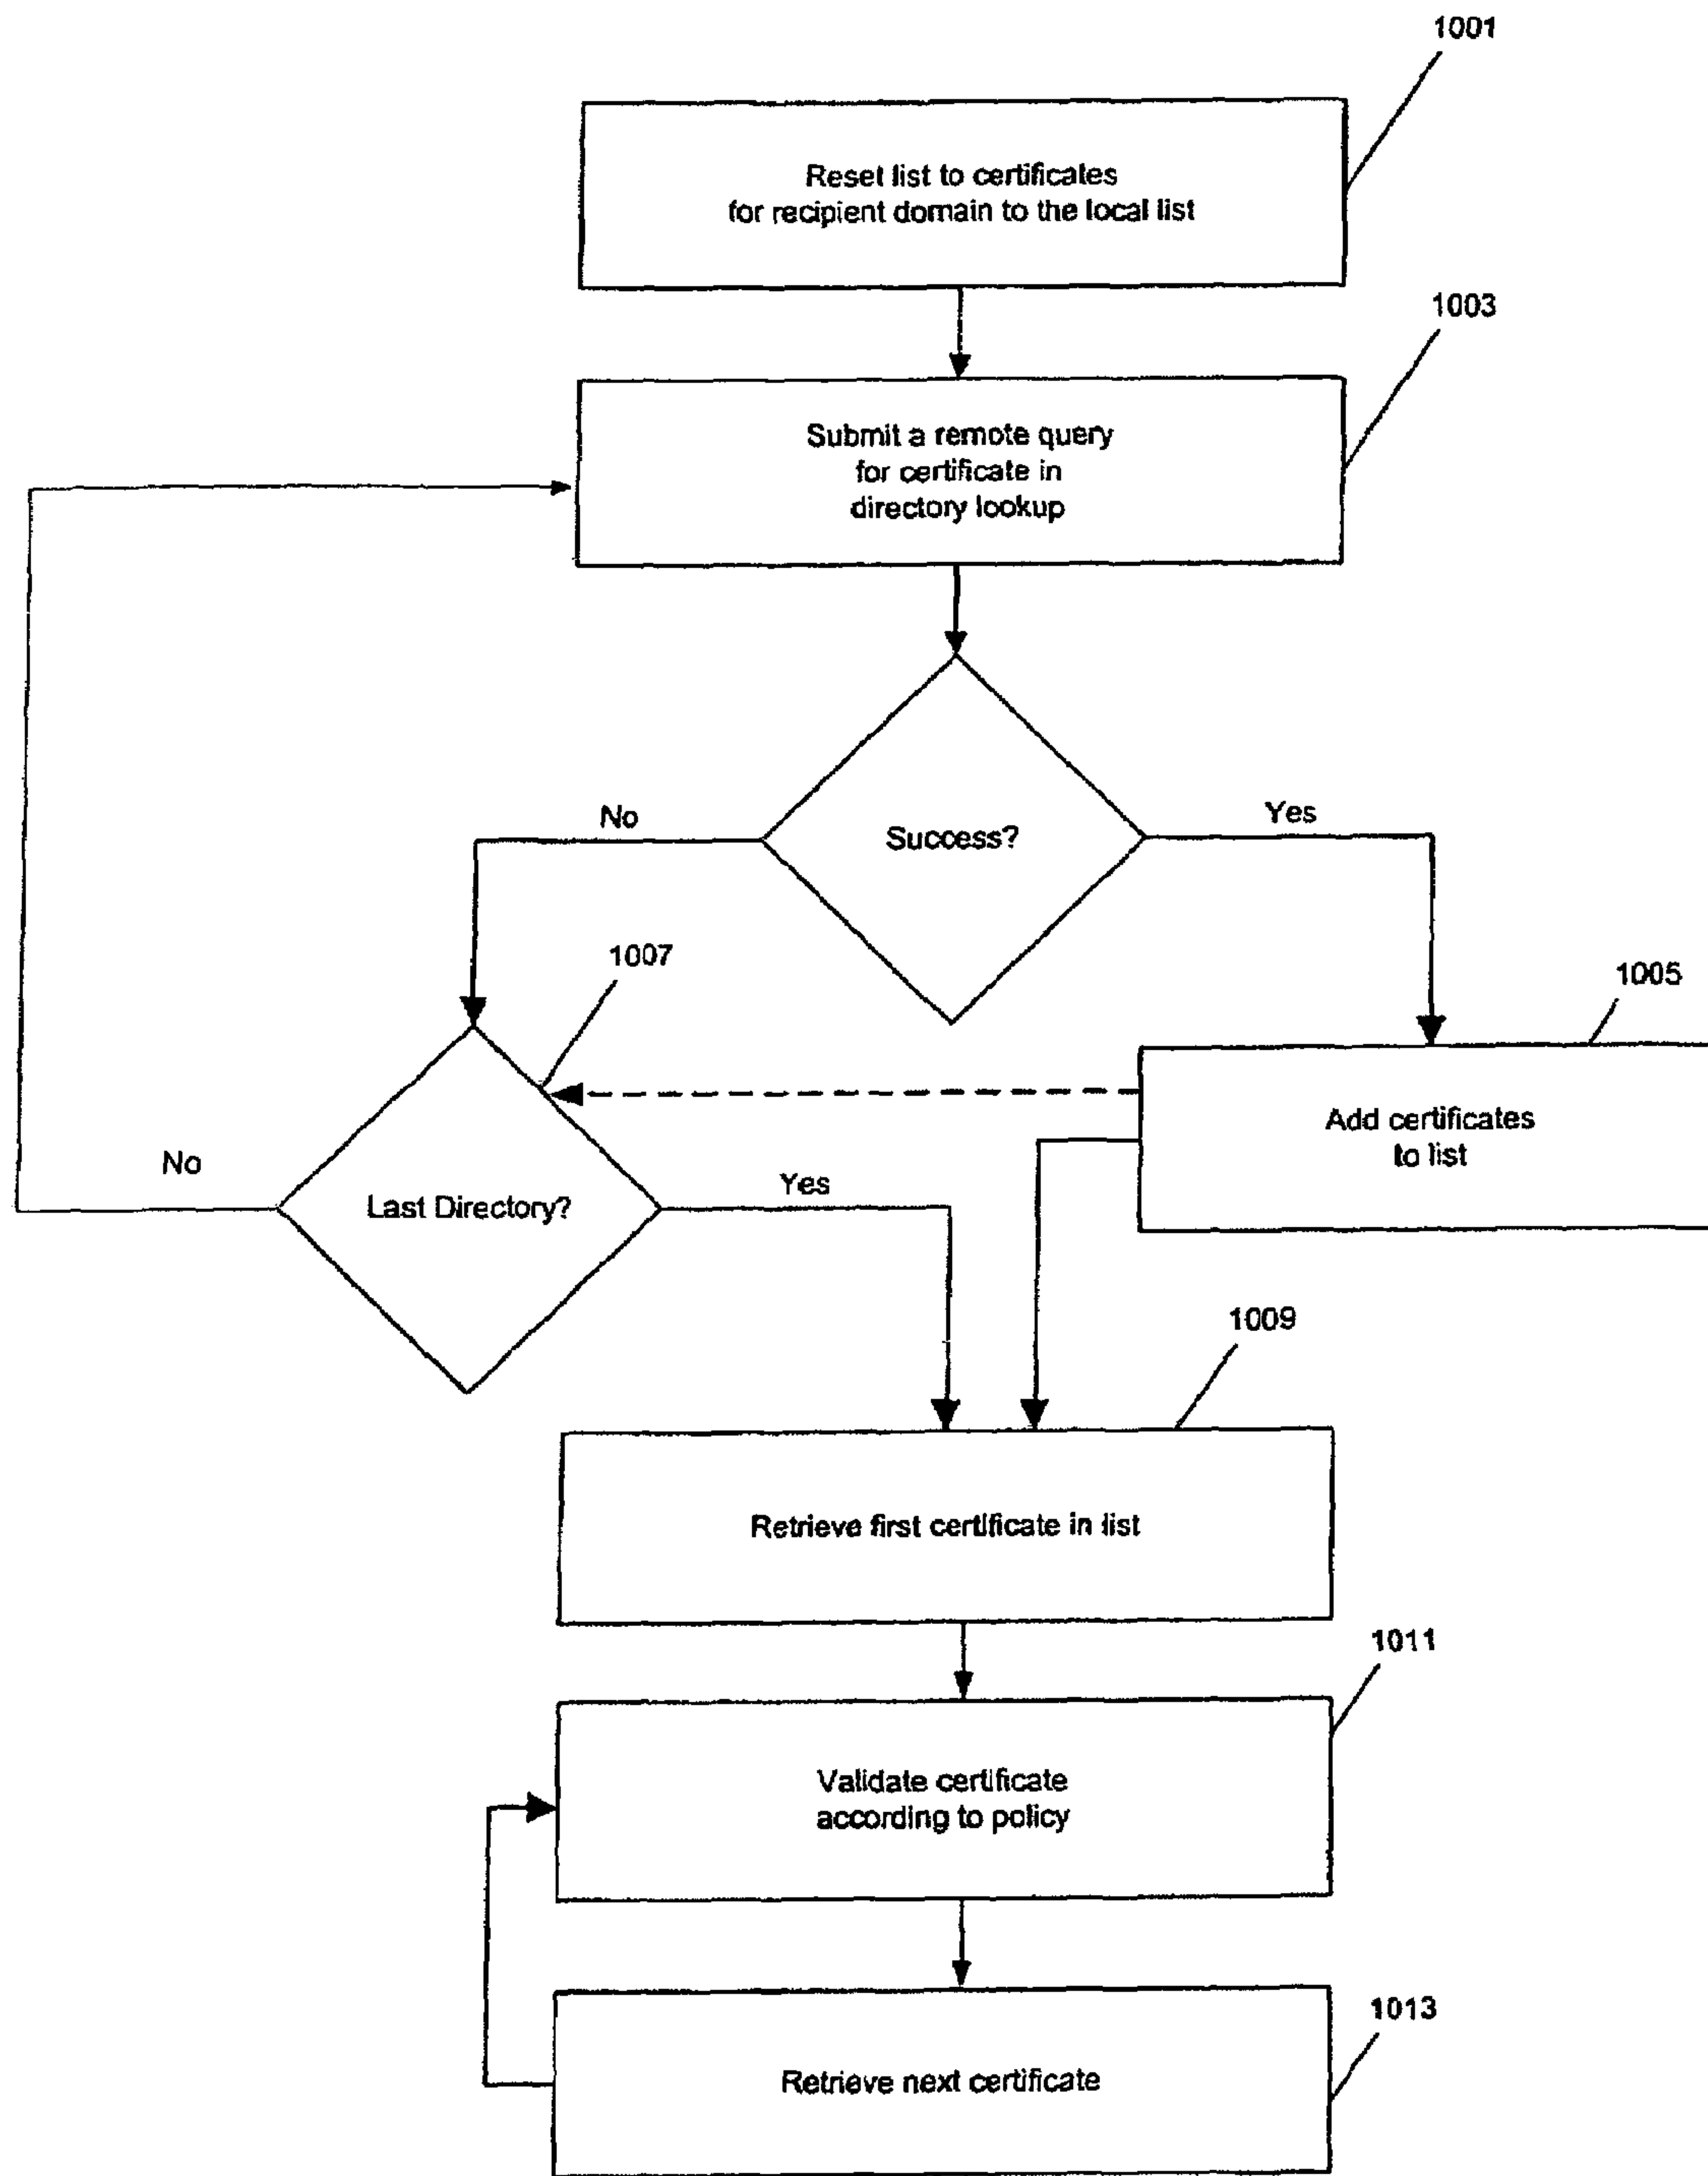 1001
Reset list to certificates
for recipient domain to the local list
1003
Submit a remote query
for certificate in
directory lookup
No
Success?
Yes
1007
1005
Add certificates
to list
No
Last Directory?
Yes
1009
Retrieve first certificate in list
1011
Validate certificate
according to policy
1013
Retrieve next certificate